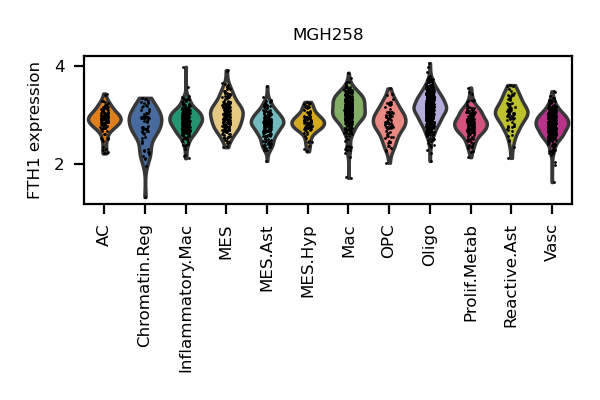 MGH258
FTH1 expression
4
2
AC
Chromatin.Reg
Inflammatory.Mac
MES
MES.Ast
MES.Hyp
Mac
OPC
Oligo
Prolif.Metab
Reactive.Ast
Vasc